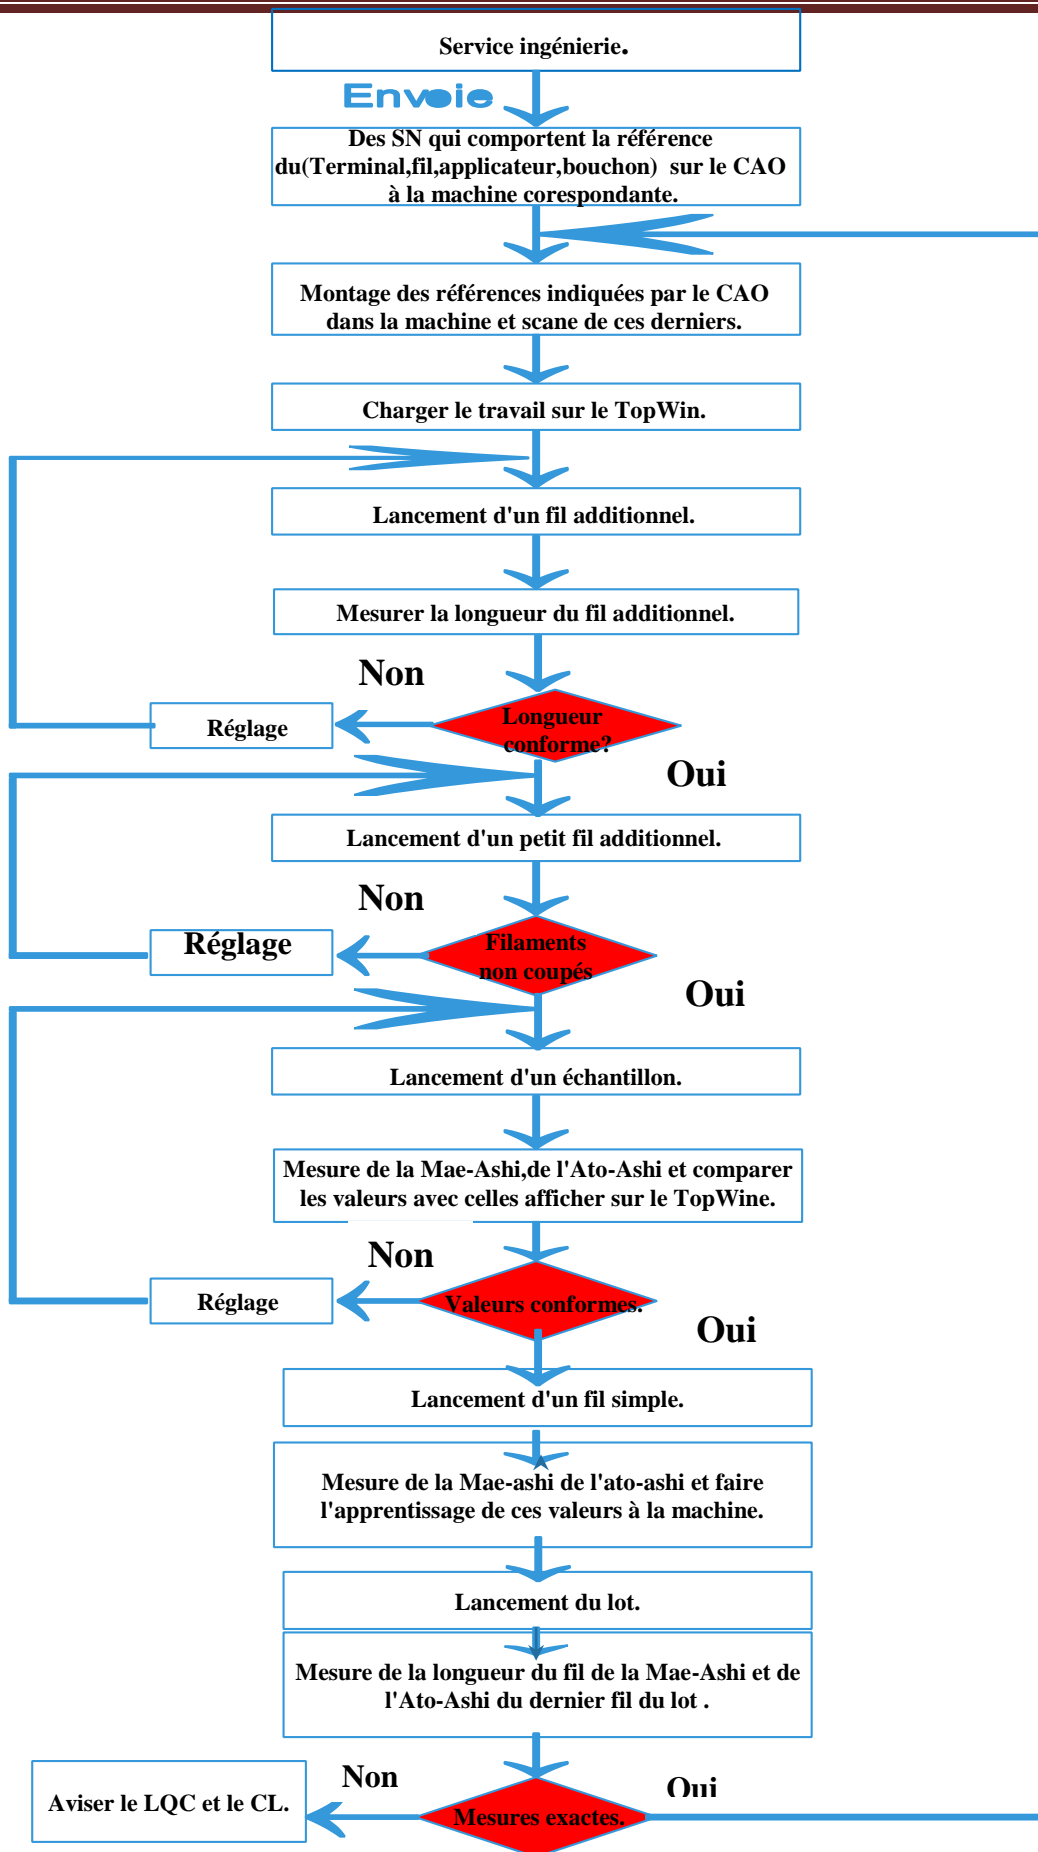 Service ingénierie.
Envoie
Des SN qui comportent la référence
du(Terminal,fil,applicateur,bouchon) sur le CAO
à la machine corespondante.
Montage des références indiquées par le CAO
dans la machine et scane de ces derniers.
Charger le travail sur le TopWin.
Lancement d'un fil additionnel.
Mesurer la longueur du fil additionnel.
Non
Réglage
Longueur
conforme?
Oui
Lancement d'un petit fil additionnel.
Non
Réglage
Filaments
non coupés
Oui
Lancement d'un échantillon.
Mesure de la Mae-Ashi,de l'Ato-Ashi et comparer
les valeurs avec celles afficher sur le TopWine.
Non
Réglage
Valeurs conformes.
Oui
Lancement d'un fil simple.
Mesure de la Mae-ashi de l'ato-ashi et faire
l'apprentissage de ces valeurs à la machine.
Lancement du lot.
Mesure de la longueur du fil de la Mae-Ashi et de
l'Ato-Ashi du dernier fil du lot .
Non
Oui
Aviser le LQC et le CL.
Mesures exactes.